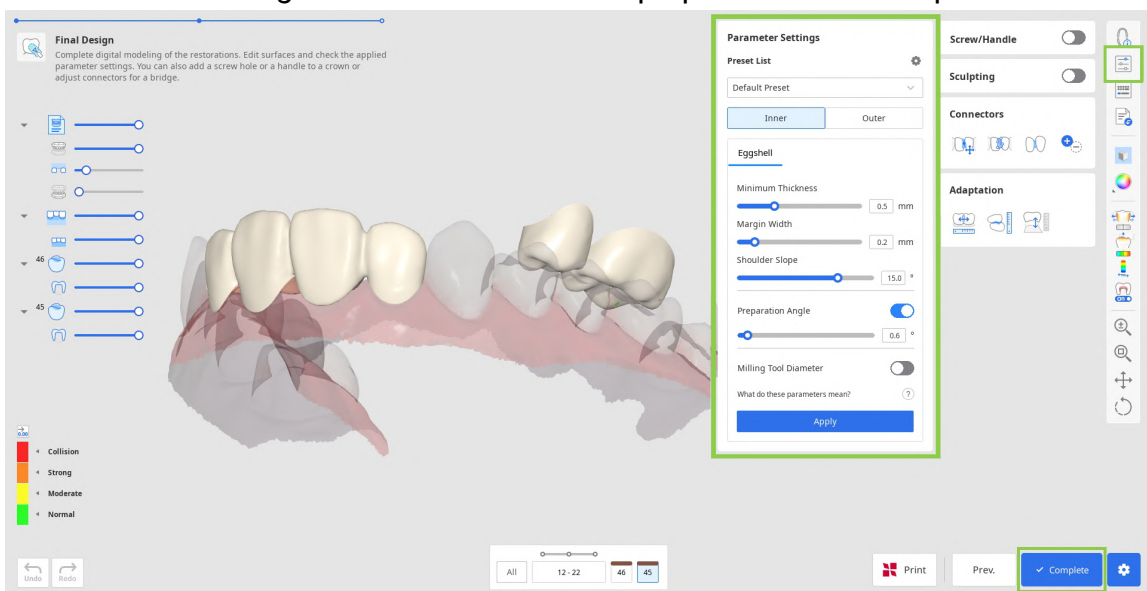 Final Design
Complete digital modeling of the restorations. Edit surfaces and check the applied
parameter settings. You can also add a screw hole or a handle to a crown or
adjust connectors for a bridge.
46
45
0.00
Collision
Strong
Moderate
Normal
Undo
Redo
All
12 - 22
46
45
Parameter Settings
Preset List
Default Preset
Inner
Outer
Eggshell
Minimum Thickness
0.5 mm
Margin Width
0.2 mm
Shoulder Slope
15.0 °
Preparation Angle
0.6 °
Milling Tool Diameter
What do these parameters mean? ?
Apply
Screw/Handle
Sculpting
Connectors
Adaptation
ON
Print
Prev.
Complete